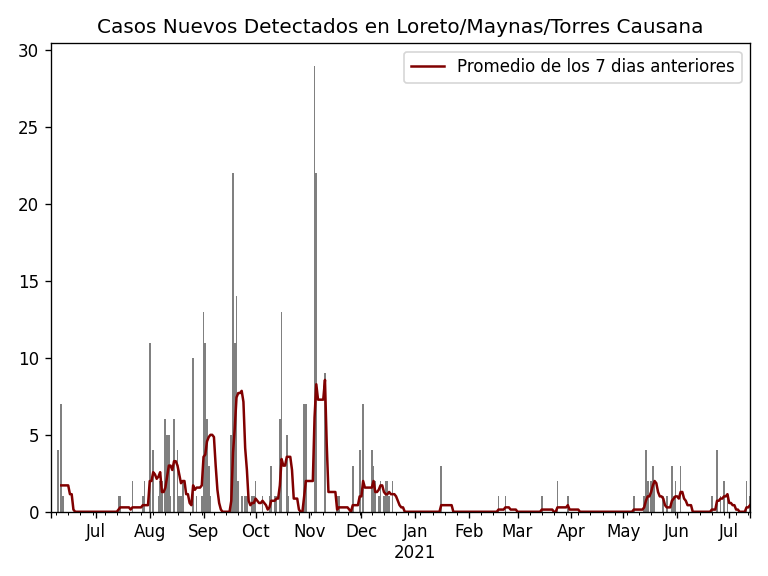 Casos Nuevos Detectados en Loreto/Maynas/Torres Causana
Promedio de los 7 dias anteriores
30
25
20
15
10
5
0
Jul Aug Sep Oct Nov Dec Jan Feb Mar Apr May Jun Jul
2021